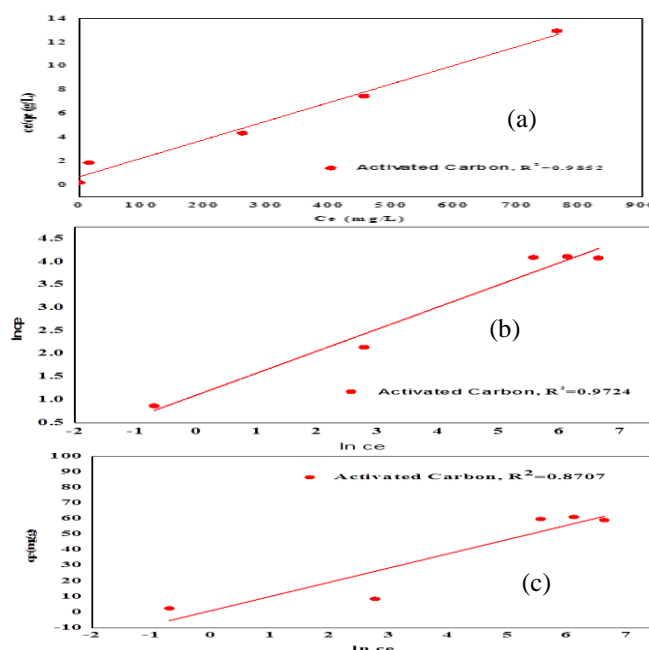 14
12
10
8
6
4
2
0
ce/qe(g/L)
(a)
Activated Carbon, R²=0.9852
0 100 200 300 400 500 600 700 800 900
Ce (mg/L)
4.5
4.0
3.5
3.0
2.5
2.0
1.5
1.0
0.5
lnqe
(b)
Activated Carbon, R²=0.9724
-2 -1 0 1 2 3 4 5 6 7
ln ce
100
90
80
70
60
50
40
30
20
10
0
-10
qe(mg/g)
Activated Carbon, R²=0.8707
(c)
-2 -1 0 1 2 3 4 5 6 7
ln ce